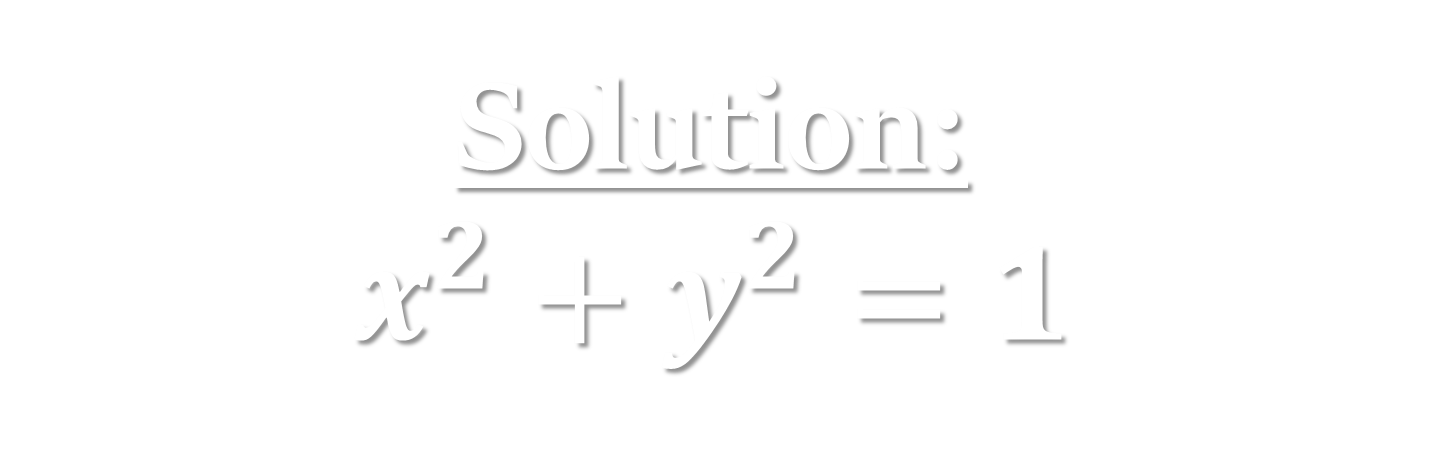 Solution:
x² + y² = 1